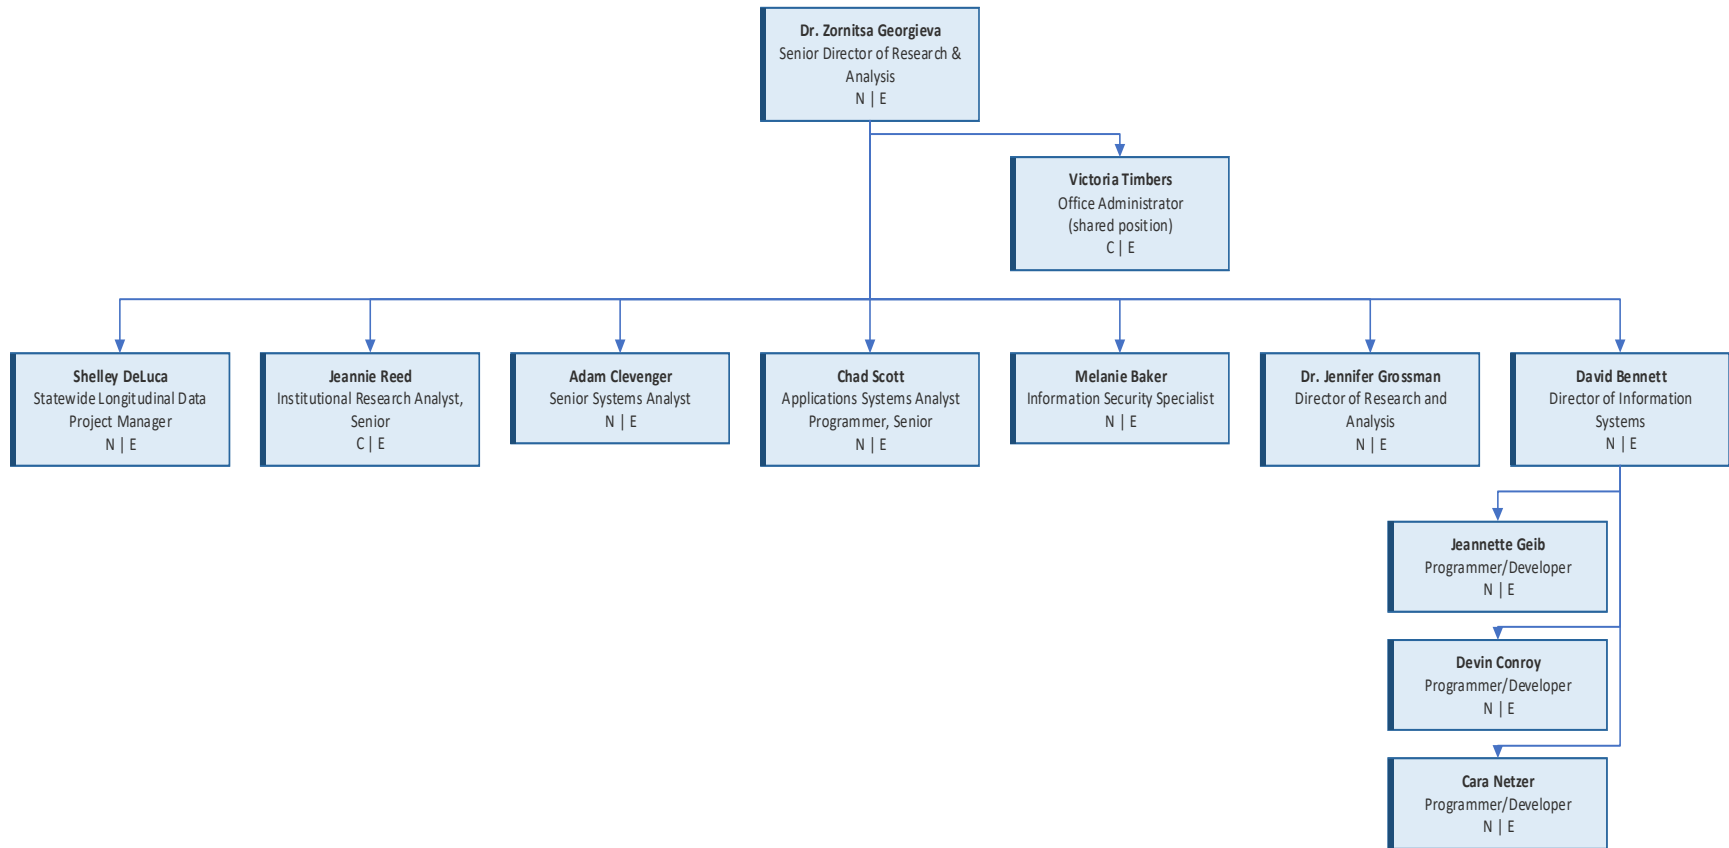 Dr. Zornitsa Georgieva
Senior Director of Research &
Analysis
N | E
Victoria Timbers
Office Administrator
(shared position)
C | E
Shelley DeLuca
Statewide Longitudinal Data
Project Manager
N | E
Jeannie Reed
Institutional Research Analyst,
Senior
C | E
Adam Clevenger
Senior Systems Analyst
N | E
Chad Scott
Applications Systems Analyst
Programmer, Senior
N | E
Melanie Baker
Information Security Specialist
N | E
Dr. Jennifer Grossman
Director of Research and
Analysis
N | E
David Bennett
Director of Information
Systems
N | E
Jeannette Geib
Programmer/Developer
N | E
Devin Conroy
Programmer/Developer
N | E
Cara Netzer
Programmer/Developer
N | E